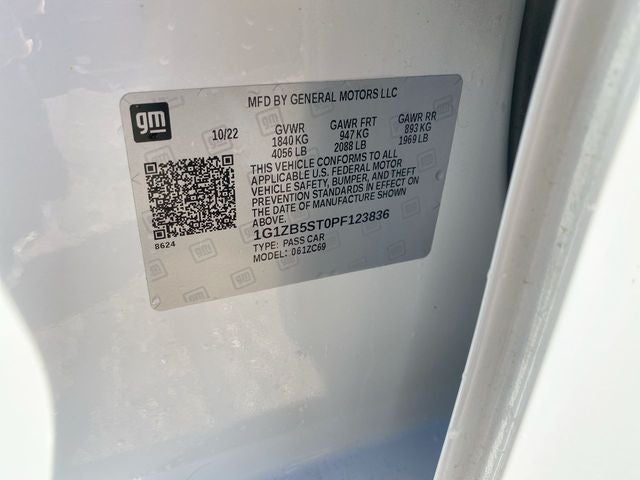 MFD BY GENERAL MOTORS LLC
gm
10/22 GVWR GAWR FRT GAWR RR
1840 KG 947 KG 893 KG
4056 LB 2088 LB 1969 LB
THIS VEHICLE CONFORMS TO ALL
APPLICABLE U.S. FEDERAL MOTOR
VEHICLE SAFETY, BUMPER, AND THEFT
PREVENTION STANDARDS IN EFFECT ON
THE DATE OF MANUFACTURE SHOWN
ABOVE.
8624
1G1ZB5ST0PF123836
TYPE: PASS CAR
MODEL: 061ZC69